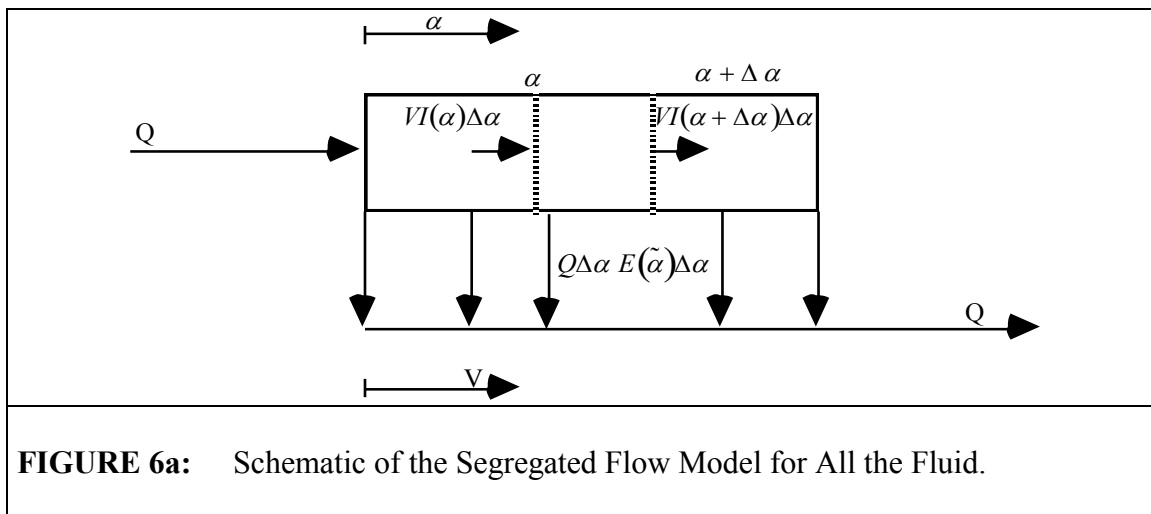 α
α
α + Δ α
VI(α)Δα
VI(α + Δα)Δα
Q
QΔα E(α̃)Δα
Q
V
FIGURE 6a: Schematic of the Segregated Flow Model for All the Fluid.